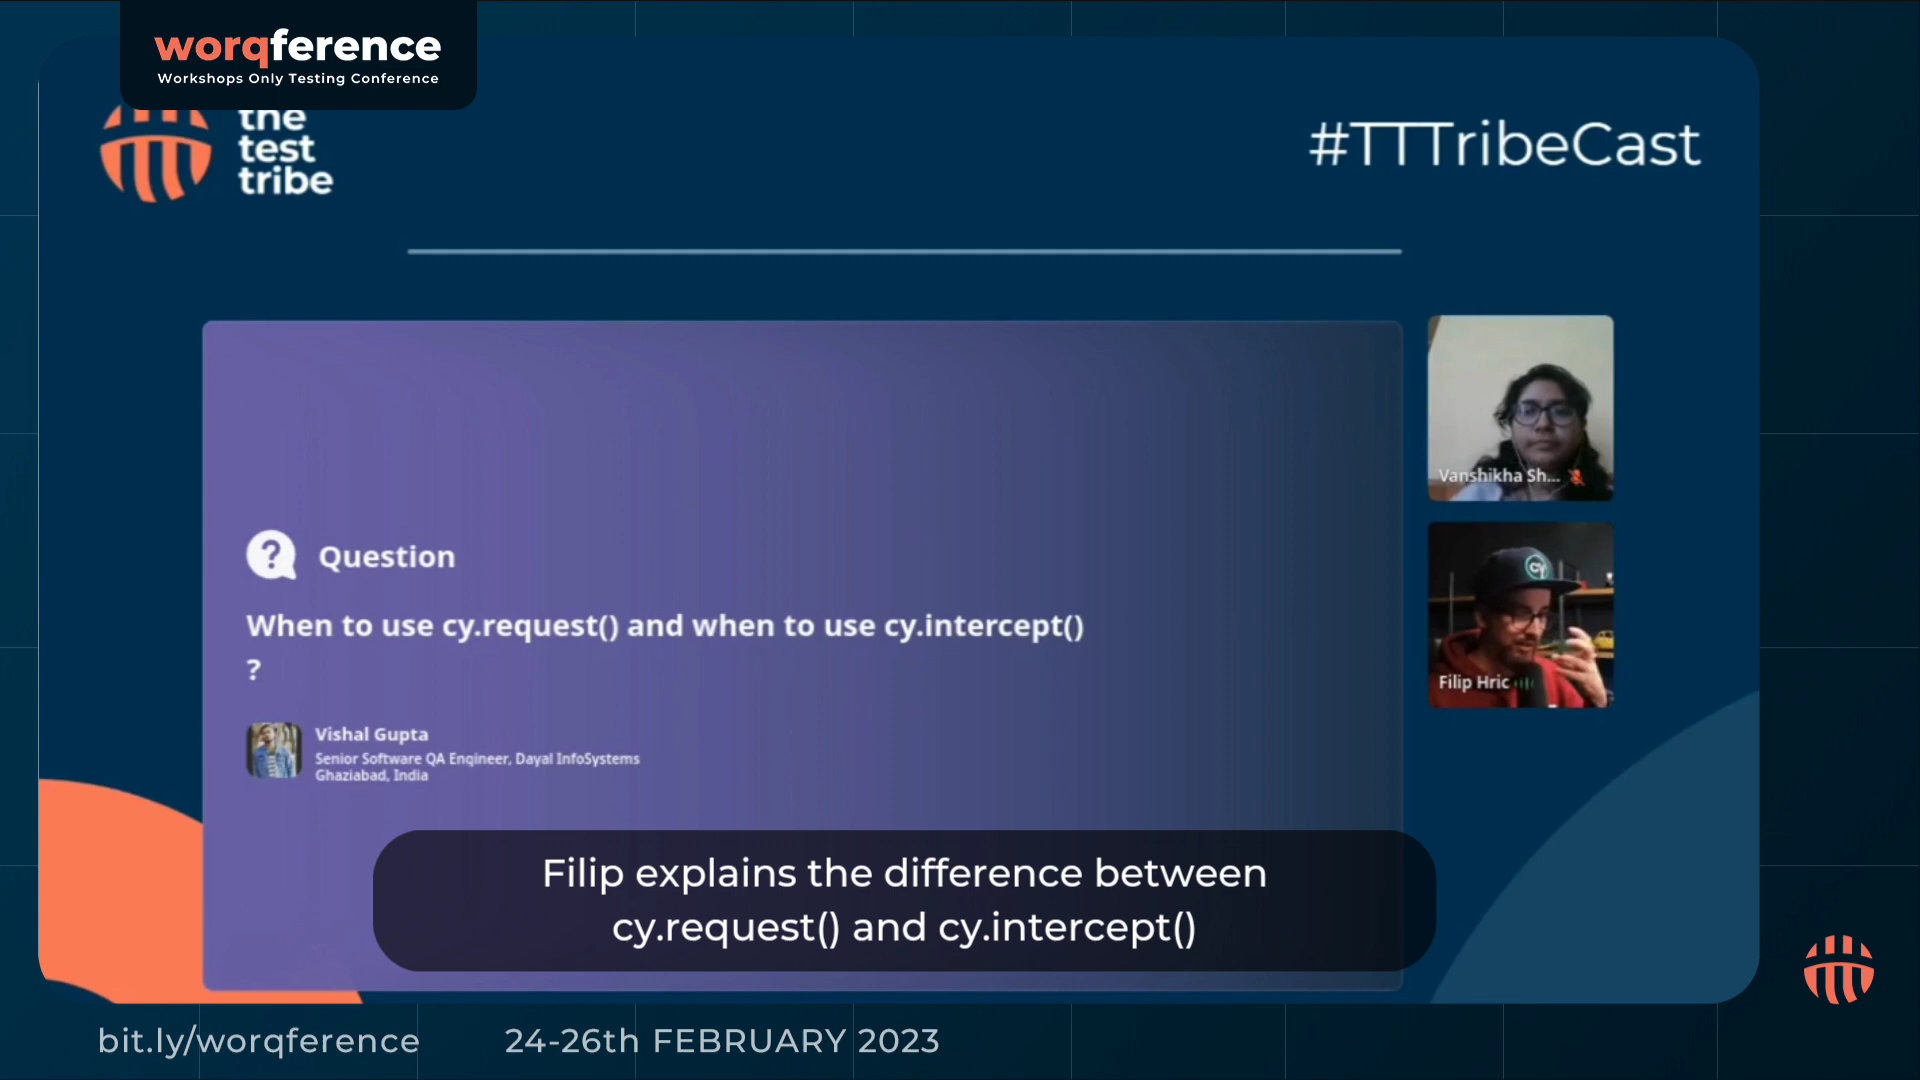 worqference
Workshops Only Testing Conference
the
test
tribe
#TTTribeCast
Vanshikha Sh...
cy
Filip Hric
Question
When to use cy.request() and when to use cy.intercept()
?
Vishal Gupta
Senior Software QA Engineer, Dayal InfoSystems
Ghaziabad, India
Filip explains the difference between
cy.request() and cy.intercept()
bit.ly/worqference
24-26th FEBRUARY 2023